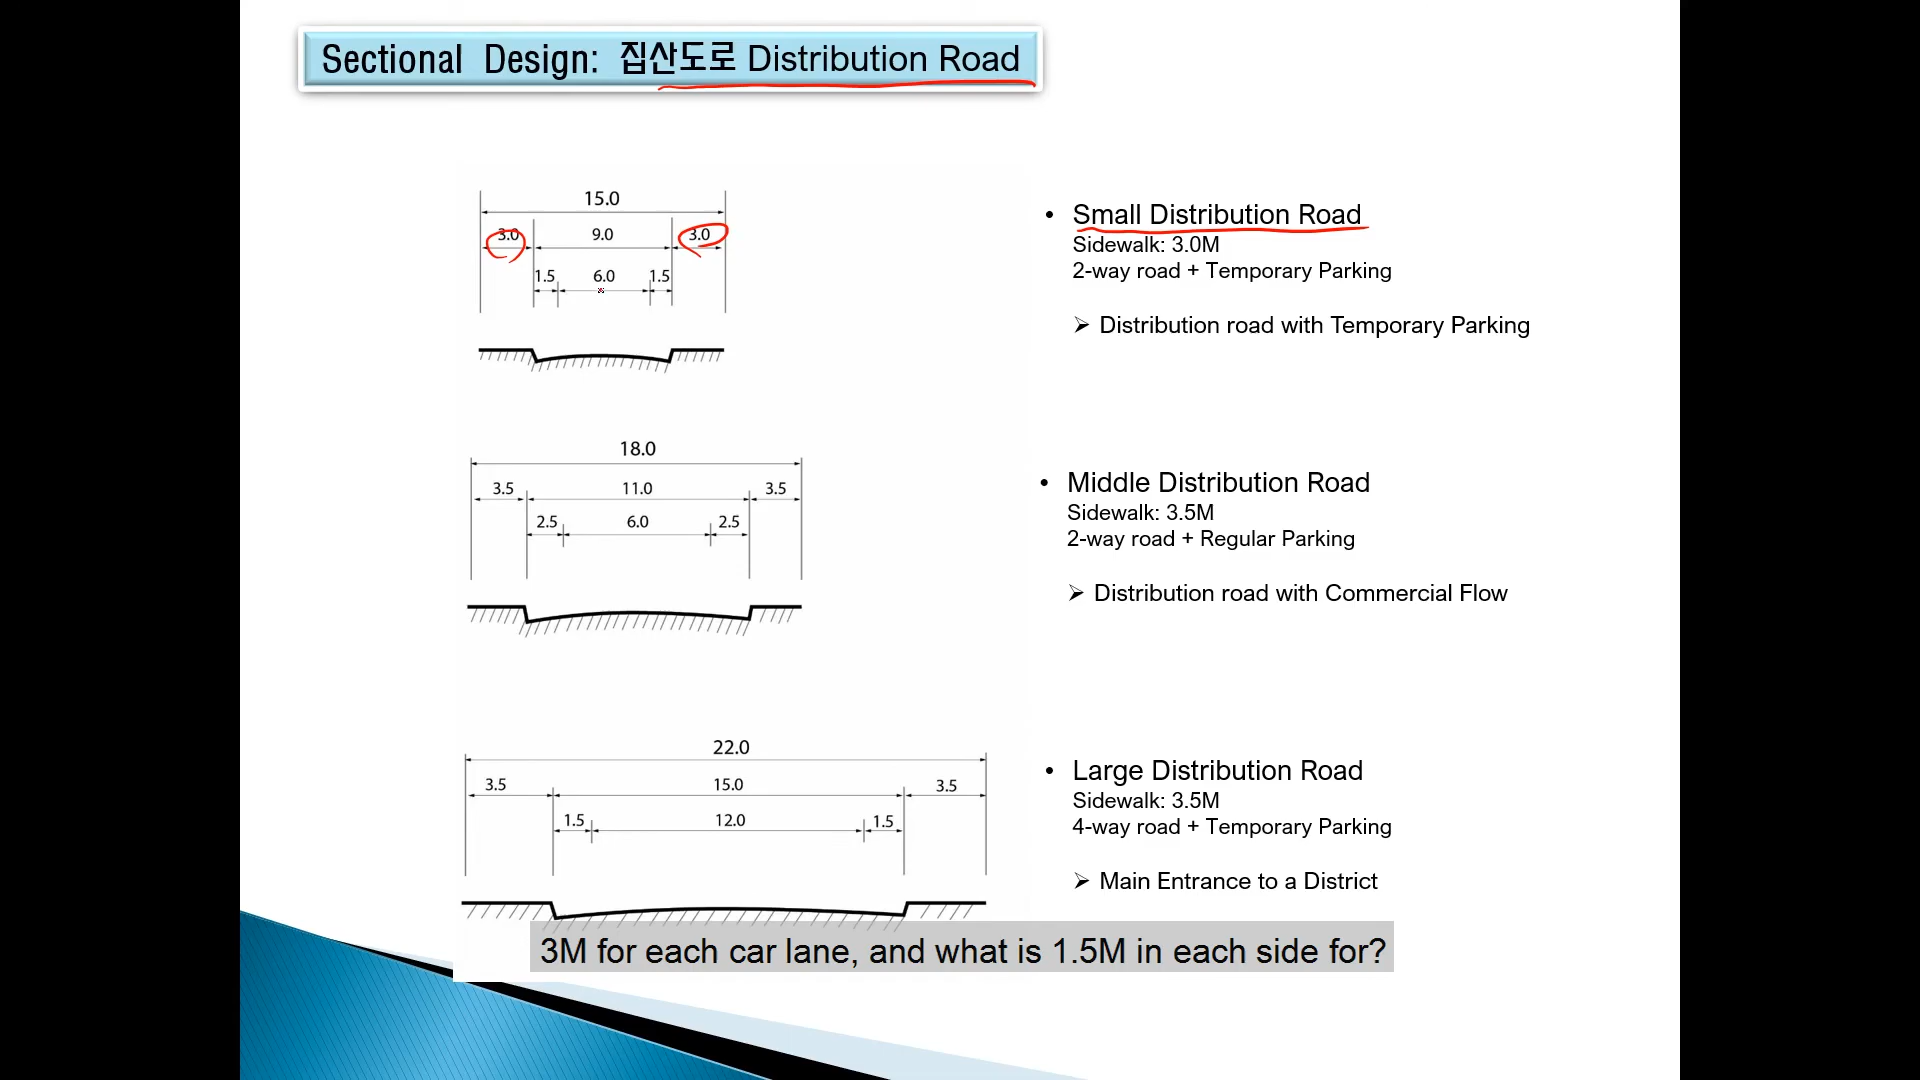 Sectional Design: 집산도로 Distribution Road
15.0
3.0 9.0 3.0
1.5 6.0 1.5
• Small Distribution Road
Sidewalk: 3.0M
2-way road + Temporary Parking
➢ Distribution road with Temporary Parking
18.0
3.5 11.0 3.5
2.5 6.0 2.5
• Middle Distribution Road
Sidewalk: 3.5M
2-way road + Regular Parking
➢ Distribution road with Commercial Flow
22.0
3.5 15.0 3.5
1.5 12.0 1.5
• Large Distribution Road
Sidewalk: 3.5M
4-way road + Temporary Parking
➢ Main Entrance to a District
3M for each car lane, and what is 1.5M in each side for?